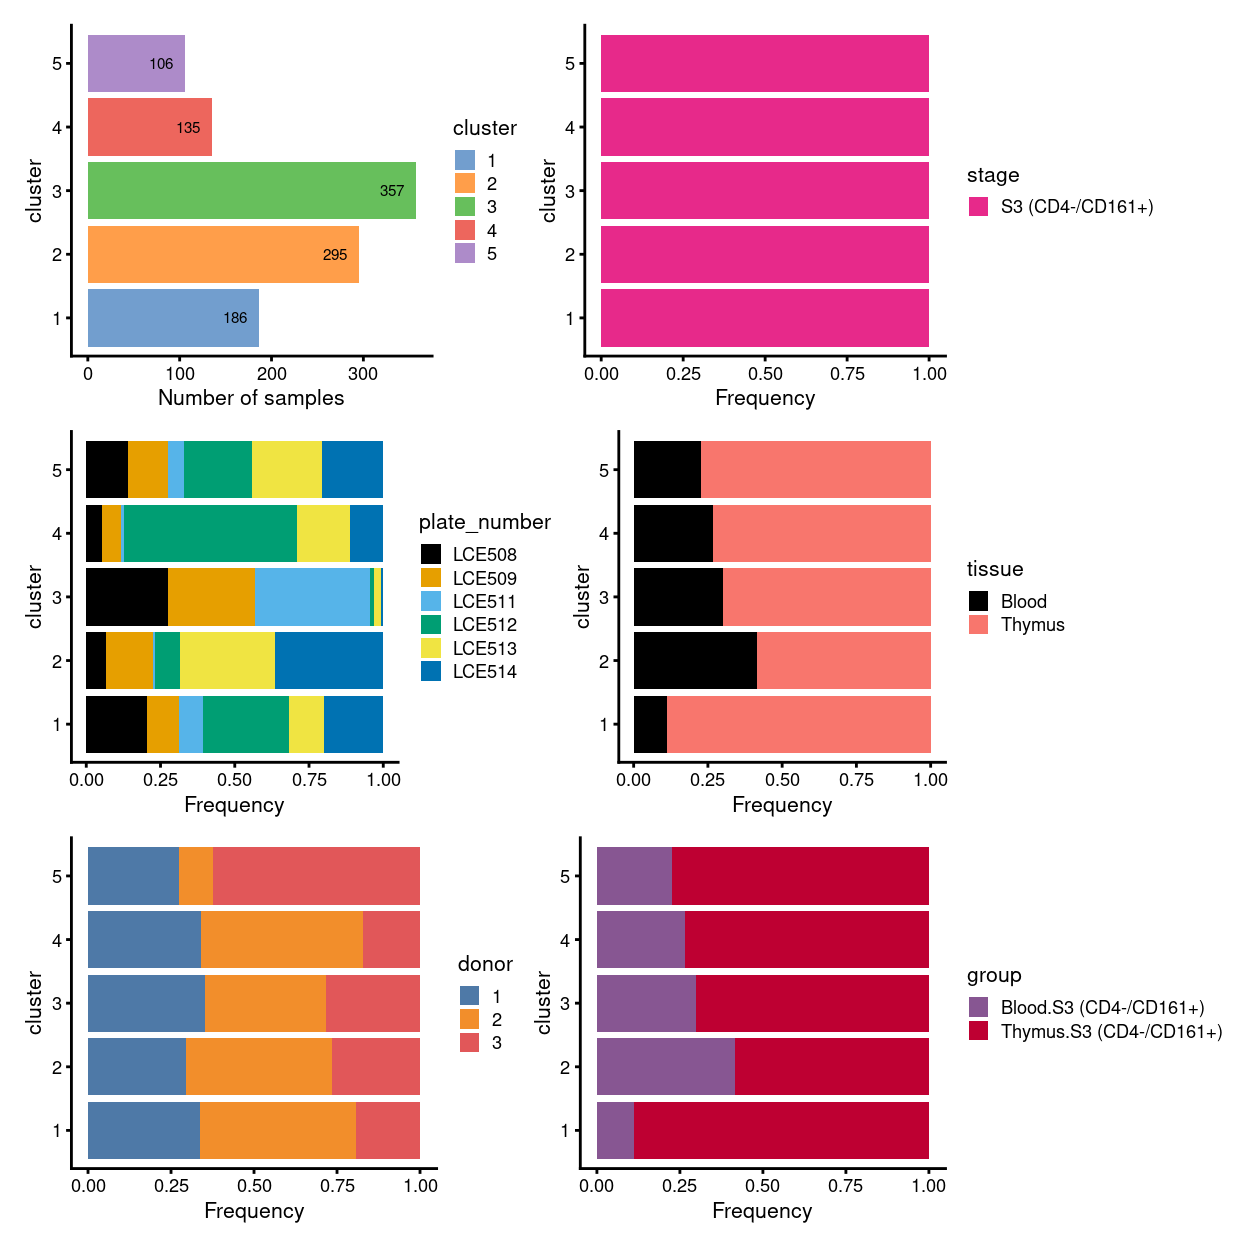 cluster
5
4
3
2
1
106
135
357
295
186
0 100 200 300
Number of samples
cluster
1
2
3
4
5
cluster
5
4
3
2
1
0.00 0.25 0.50 0.75 1.00
Frequency
stage
S3 (CD4-/CD161+)
cluster
5
4
3
2
1
0.00 0.25 0.50 0.75 1.00
Frequency
plate_number
LCE508
LCE509
LCE511
LCE512
LCE513
LCE514
cluster
5
4
3
2
1
0.00 0.25 0.50 0.75 1.00
Frequency
tissue
Blood
Thymus
cluster
5
4
3
2
1
0.00 0.25 0.50 0.75 1.00
Frequency
donor
1
2
3
cluster
5
4
3
2
1
0.00 0.25 0.50 0.75 1.00
Frequency
group
Blood.S3 (CD4-/CD161+)
Thymus.S3 (CD4-/CD161+)